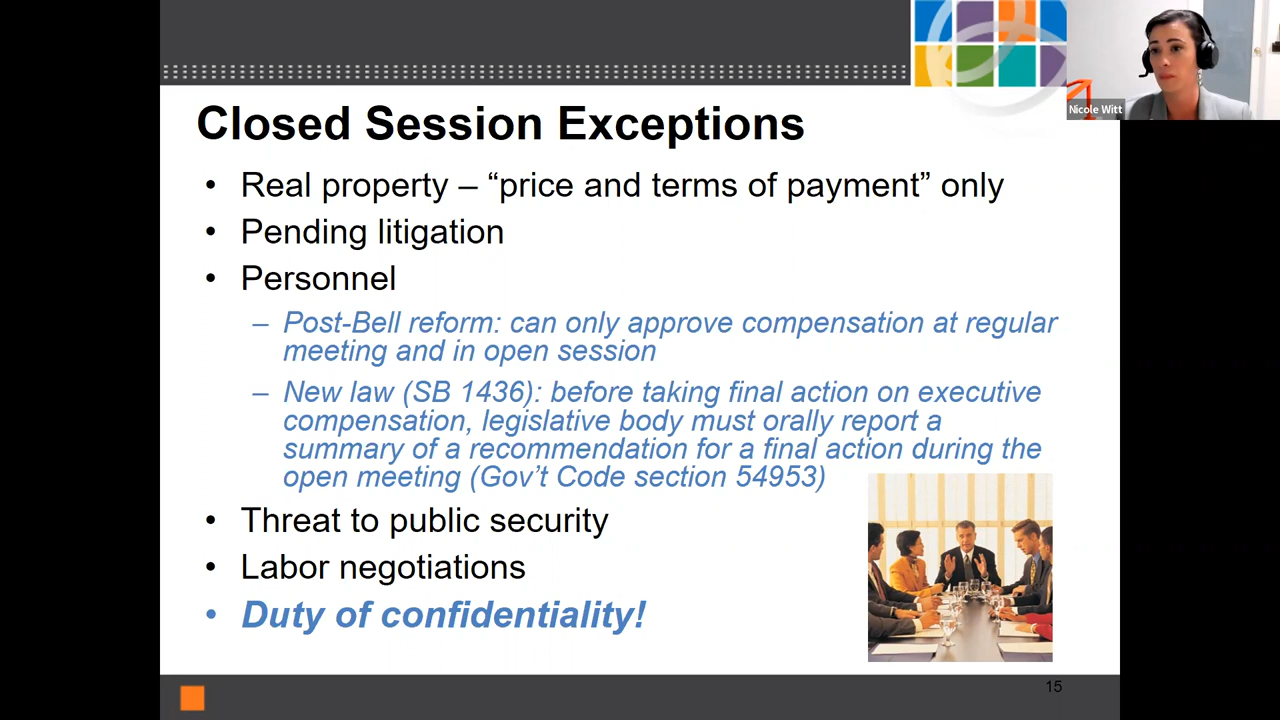 Closed Session Exceptions
Nicole Witt
• Real property – “price and terms of payment” only
• Pending litigation
• Personnel
– Post-Bell reform: can only approve compensation at regular
meeting and in open session
– New law (SB 1436): before taking final action on executive
compensation, legislative body must orally report a
summary of a recommendation for a final action during the
open meeting (Gov’t Code section 54953)
• Threat to public security
• Labor negotiations
• Duty of confidentiality!
15